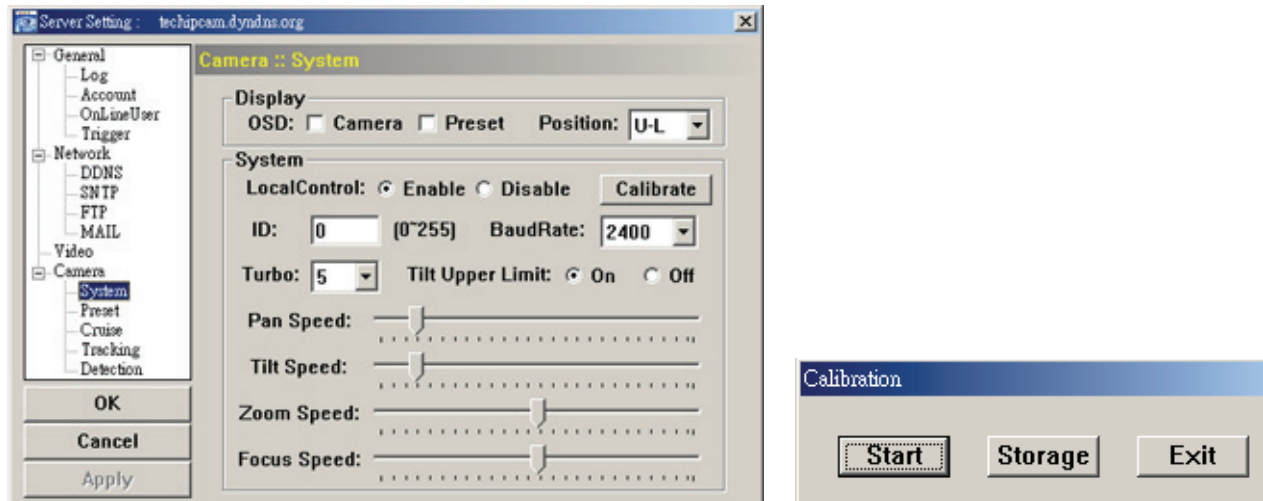 Server Setting : techipcam.dyndns.org
General
Log
Account
OnLineUser
Trigger
Network
DDNS
SNTP
FTP
MAIL
Video
Camera
System
Preset
Cruise
Tracking
Detection
OK
Cancel
Apply
Camera :: System
Display
OSD: Camera Preset Position: U-L
System
LocalControl: Enable Disable Calibrate
ID: 0 (0~255) BaudRate: 2400
Turbo: 5 Tilt Upper Limit: On Off
Pan Speed:
Tilt Speed:
Zoom Speed:
Focus Speed:
Calibration
Start Storage Exit